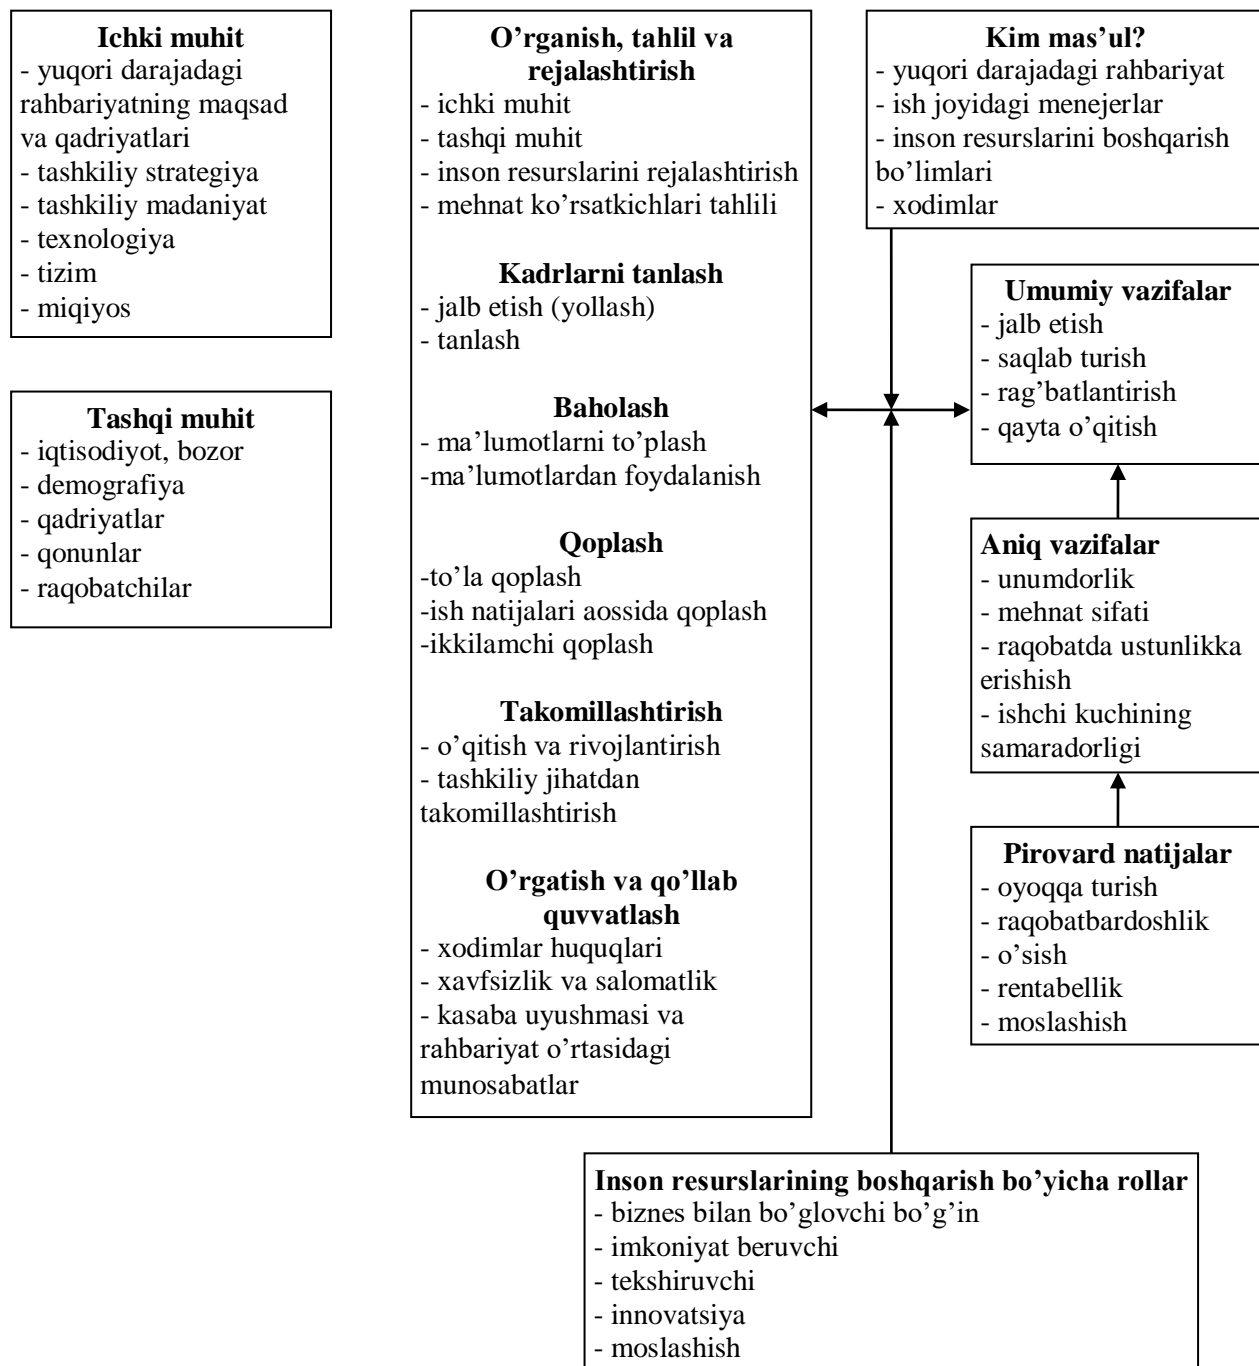 Ichki muhit
- yuqori darajadagi
rahbariyatning maqsad
va qadriyatlari
- tashkiliy strategiya
- tashkiliy madaniyat
- texnologiya
- tizim
- miqiyos
Tashqi muhit
- iqtisodiyot, bozor
- demografiya
- qadriyatlar
- qonunlar
- raqobatchilar
O’rganish, tahlil va
rejalashtirish
- ichki muhit
- tashqi muhit
- inson resurslarini rejalashtirish
- mehnat ko’rsatkichlari tahlili
Kadrlarni tanlash
- jalb etish (yollash)
- tanlash
Baholash
- ma’lumotlarni to’plash
-ma’lumotlardan foydalanish
Qoplash
-to’la qoplash
-ish natijalari aossida qoplash
-ikkilamchi qoplash
Takomillashtirish
- o’qitish va rivojlantirish
- tashkiliy jihatdan
takomillashtirish
O’rgatish va qo’llab
quvvatlash
- xodimlar huquqlari
- xavfsizlik va salomatlik
- kasaba uyushmasi va
rahbariyat o’rtasidagi
munosabatlar
Kim mas’ul?
- yuqori darajadagi rahbariyat
- ish joyidagi menejerlar
- inson resurslarini boshqarish
bo’limlari
- xodimlar
Umumiy vazifalar
- jalb etish
- saqlab turish
- rag’batlantirish
- qayta o’qitish
Aniq vazifalar
- unumdorlik
- mehnat sifati
- raqobatda ustunlikka
erishish
- ishchi kuchining
samaradorligi
Pirovard natijalar
- oyoqqa turish
- raqobatbardoshlik
- o’sish
- rentabellik
- moslashish
Inson resurslarining boshqarish bo’yicha rollar
- biznes bilan bo’glovchi bo’g’in
- imkoniyat beruvchi
- tekshiruvchi
- innovatsiya
- moslashish